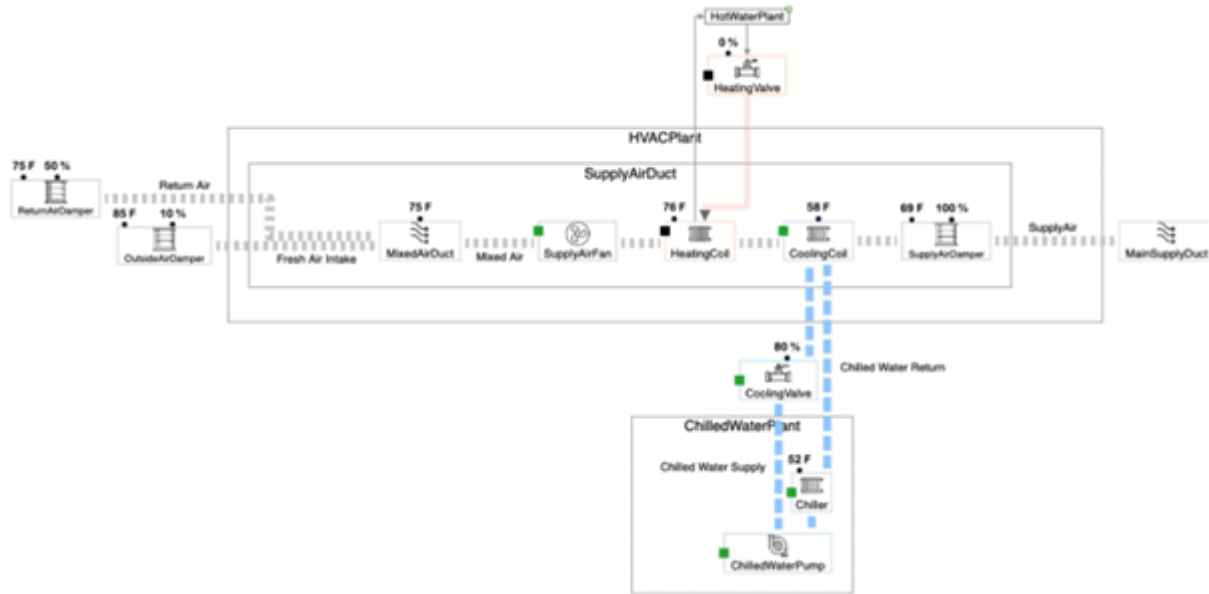 HotWaterPlant
0 %
HeatingValve
HVACPlant
SupplyAirDuct
75 F 50 %
ReturnAirDamper
Return Air
85 F 10 %
OutsideAirDamper
Fresh Air Intake
75 F
MixedAirDuct
Mixed Air
SupplyAirFan
76 F
HeatingCoil
58 F
CoolingCoil
69 F 100 %
SupplyAirDamper
SupplyAir
MainSupplyDuct
80 %
CoolingValve
Chilled Water Return
ChilledWaterPlant
Chilled Water Supply
52 F
Chiller
ChilledWaterPump